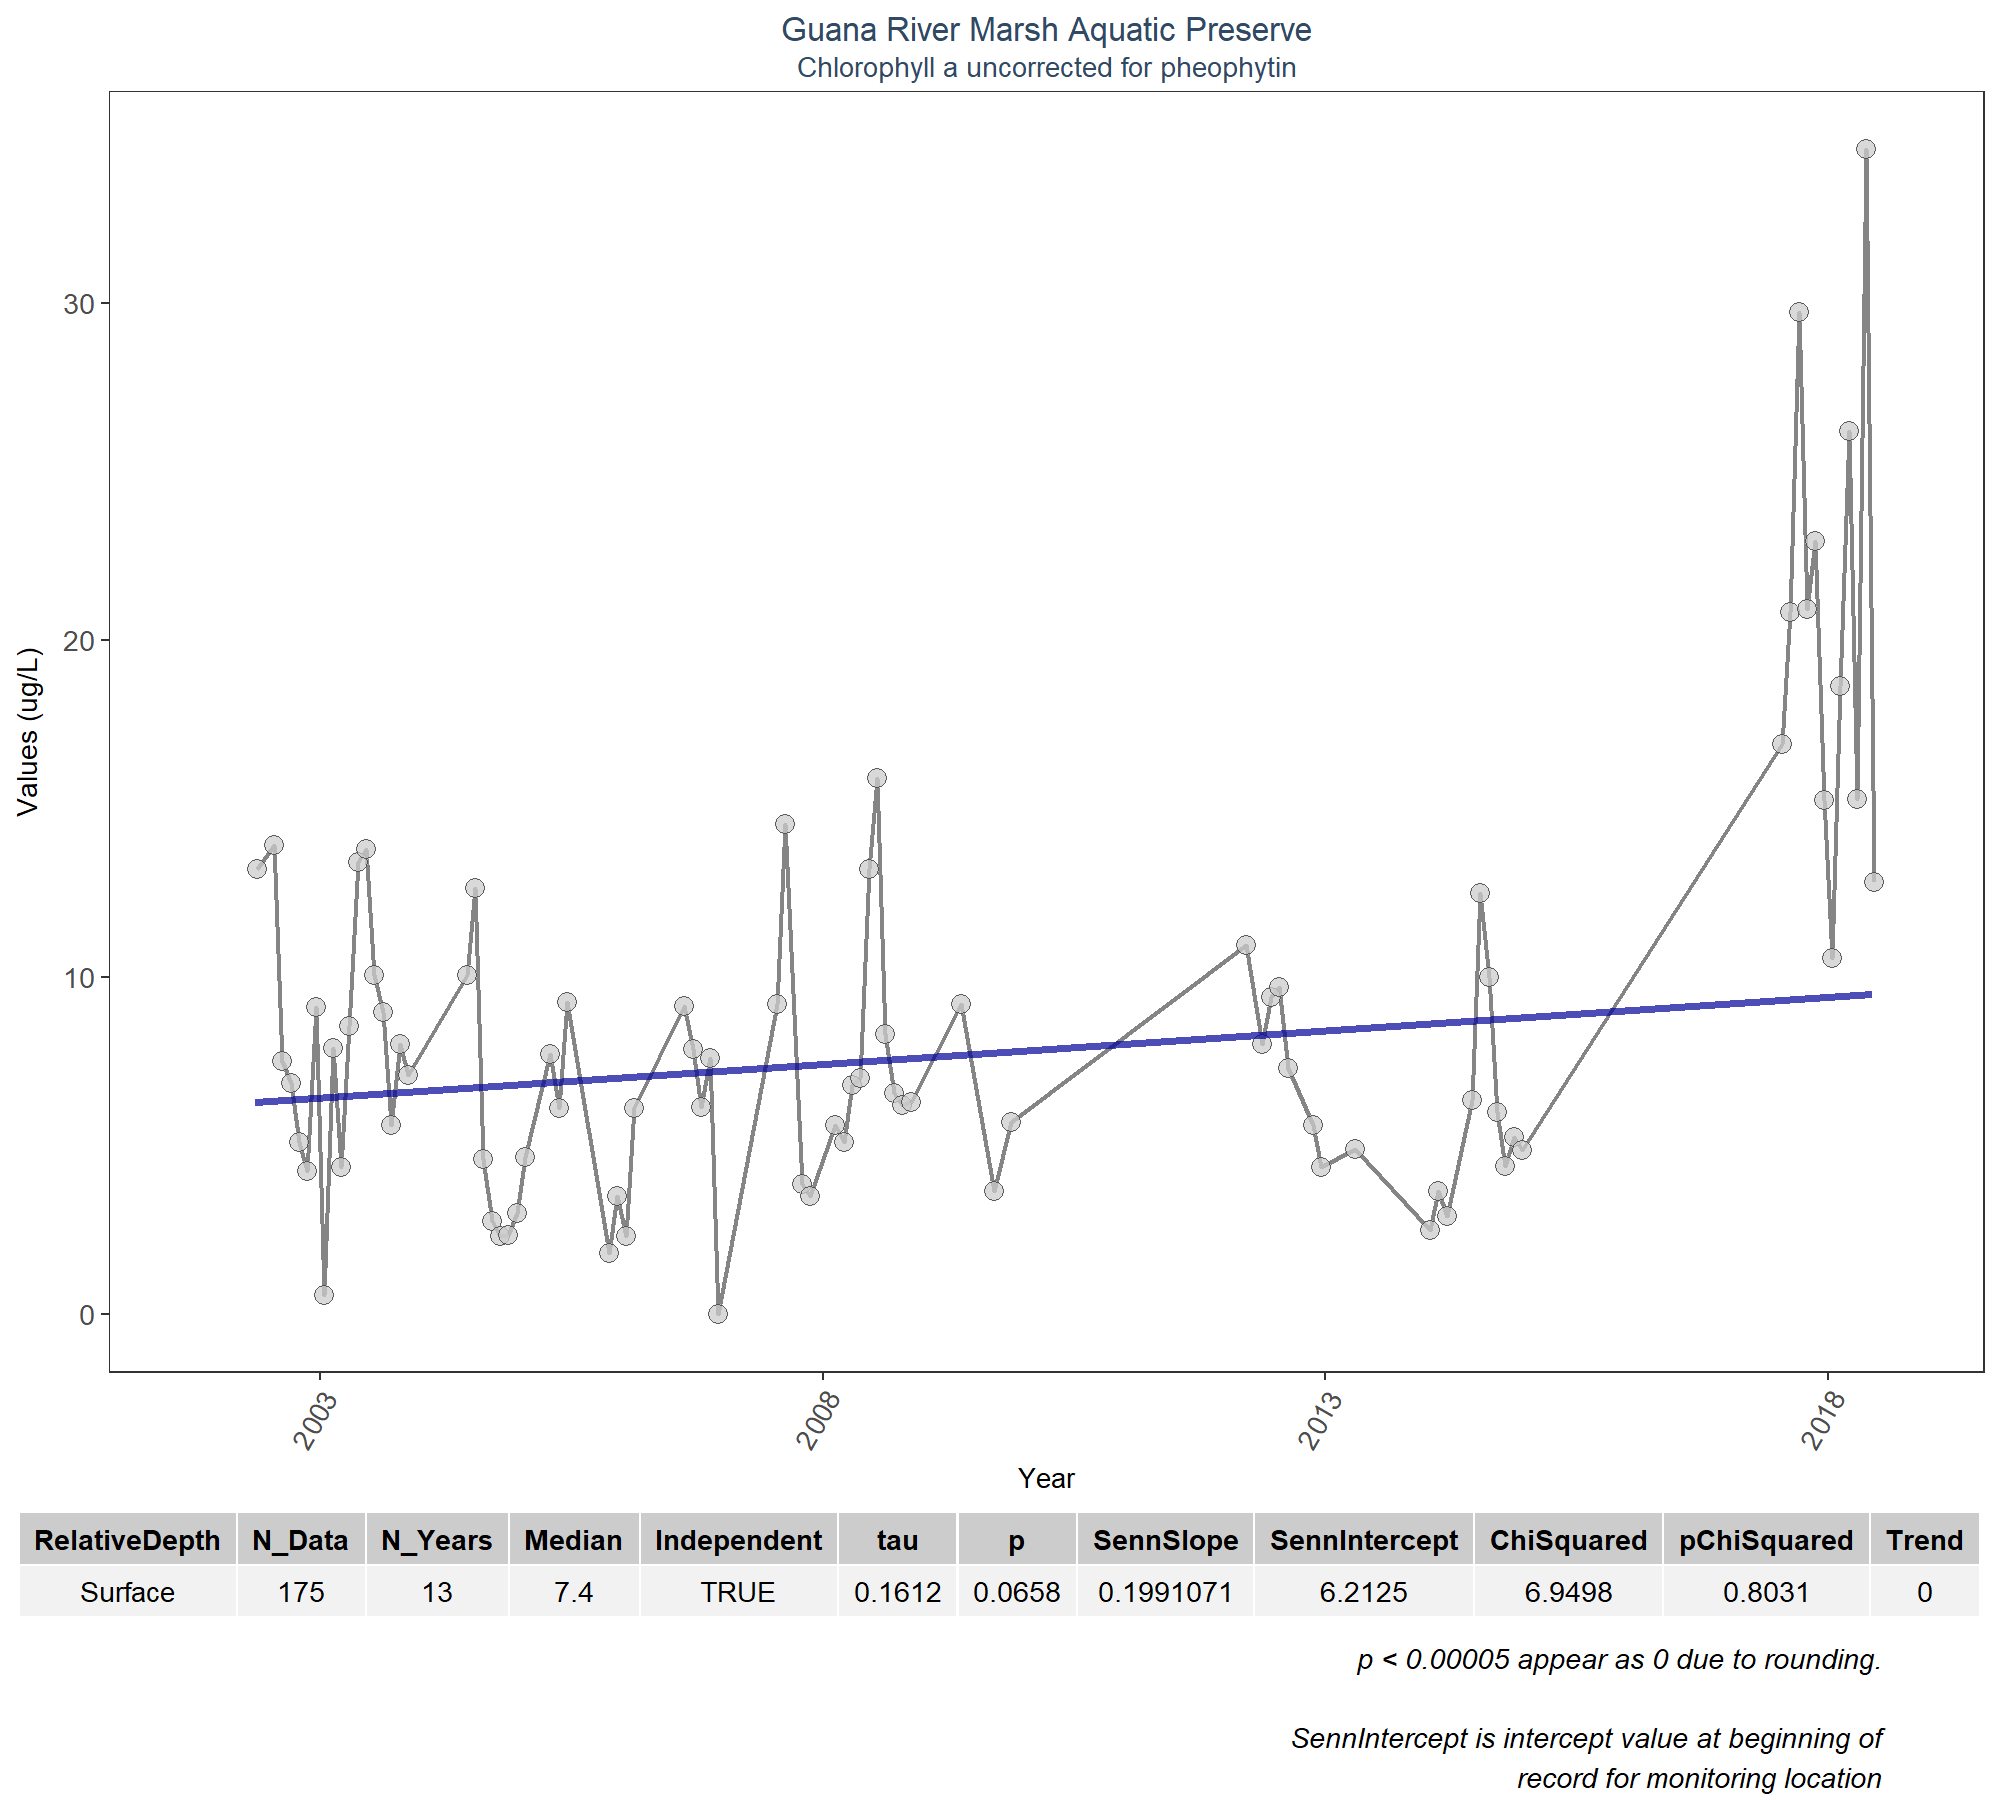 Guana River Marsh Aquatic Preserve
Chlorophyll a uncorrected for pheophytin
Values (ug/L)
30
20
10
0
2003 2008 2013 2018
Year
RelativeDepth N_Data N_Years Median Independent tau p SennSlope SennIntercept ChiSquared pChiSquared Trend
Surface 175 13 7.4 TRUE 0.1612 0.0658 0.1991071 6.2125 6.9498 0.8031 0
p < 0.00005 appear as 0 due to rounding.
SennIntercept is intercept value at beginning of
record for monitoring location